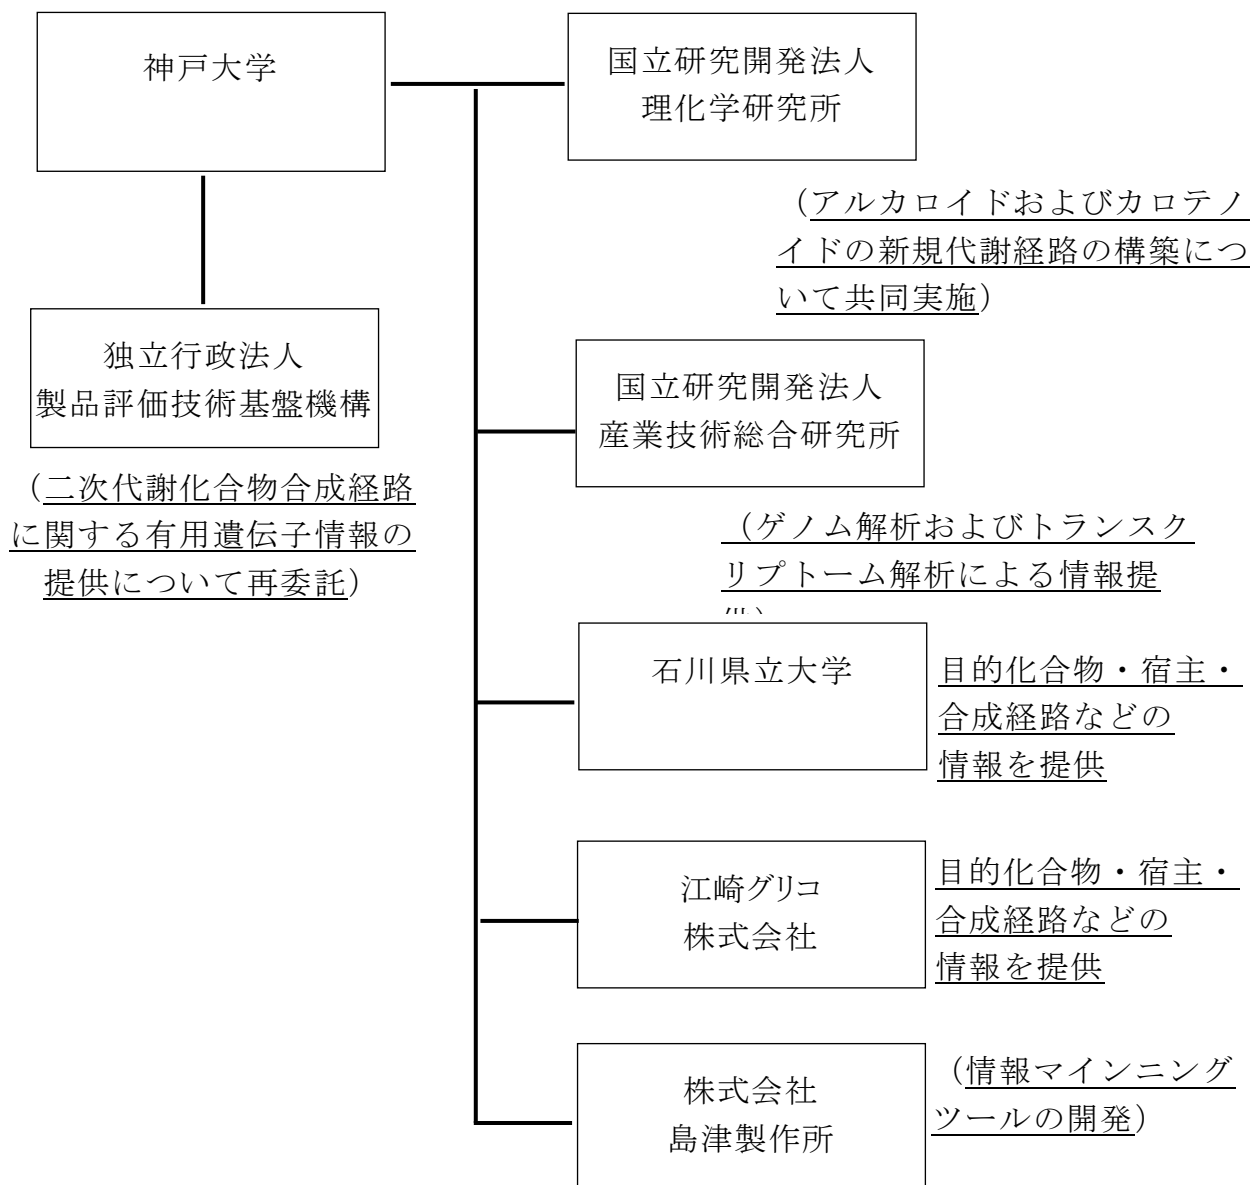 神戸大学
国立研究開発法人
理化学研究所
（アルカロイドおよびカロテノ
イドの新規代謝経路の構築につ
いて共同実施）
独立行政法人
製品評価技術基盤機構
（二次代謝化合物合成経路
に関する有用遺伝子情報の
提供について再委託）
国立研究開発法人
産業技術総合研究所
（ゲノム解析およびトランスク
リプトーム解析による情報提
石川県立大学
目的化合物・宿主・
合成経路などの
情報を提供
江崎グリコ
株式会社
目的化合物・宿主・
合成経路などの
情報を提供
株式会社
島津製作所
（情報マインニング
ツールの開発）